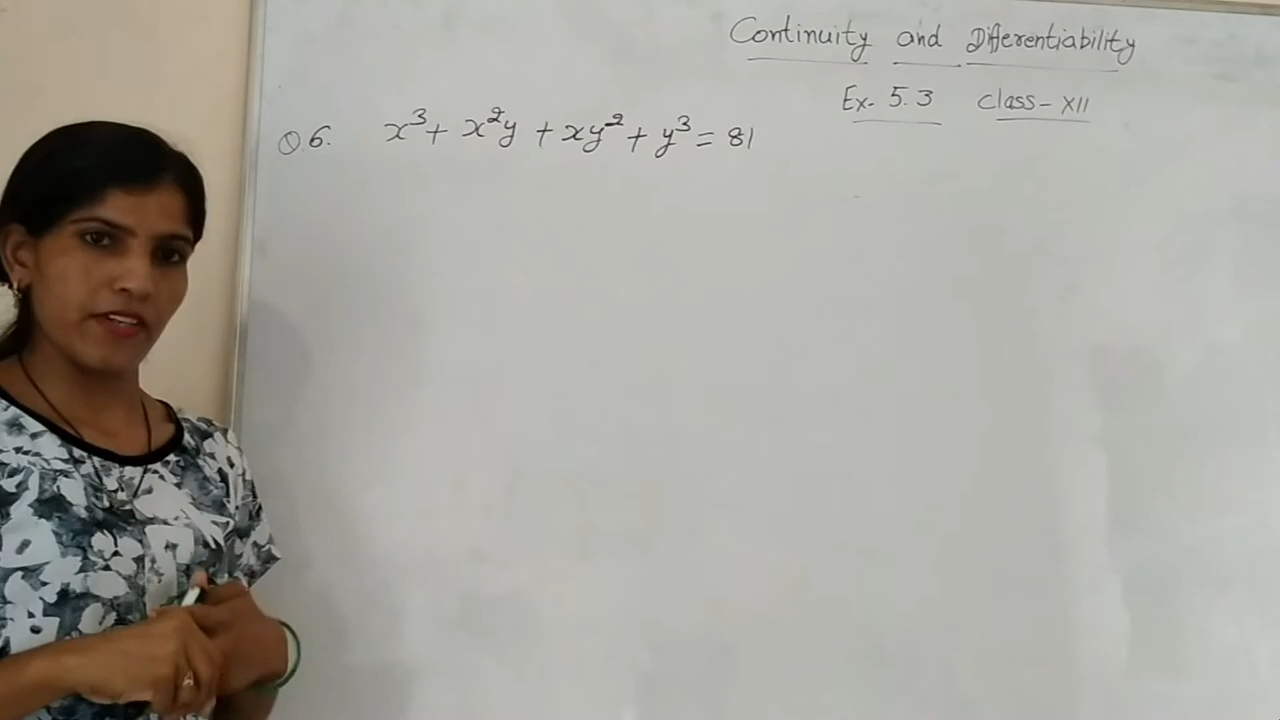 Continuity and Differentiability
Ex- 5.3 Class- XII
Q.6. x³ + x²y + xy² + y³ = 81